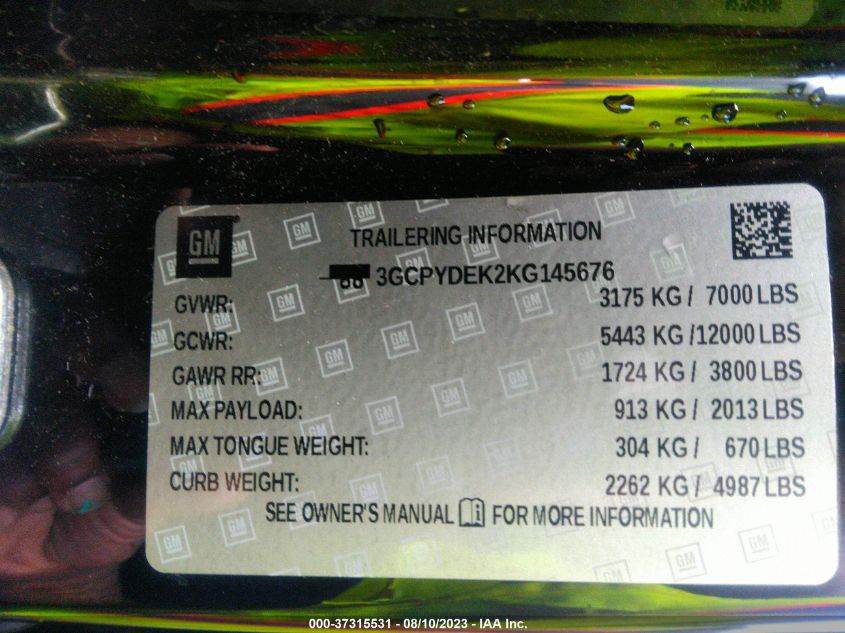 GM
TRAILERING INFORMATION
3GCPYDEK2KG145676
GVWR: 3175 KG / 7000 LBS
GCWR: 5443 KG /12000 LBS
GAWR RR: 1724 KG / 3800 LBS
MAX PAYLOAD: 913 KG / 2013 LBS
MAX TONGUE WEIGHT: 304 KG / 670 LBS
CURB WEIGHT: 2262 KG / 4987 LBS
SEE OWNER'S MANUAL FOR MORE INFORMATION
000-37315531 - 08/10/2023 - IAA Inc.